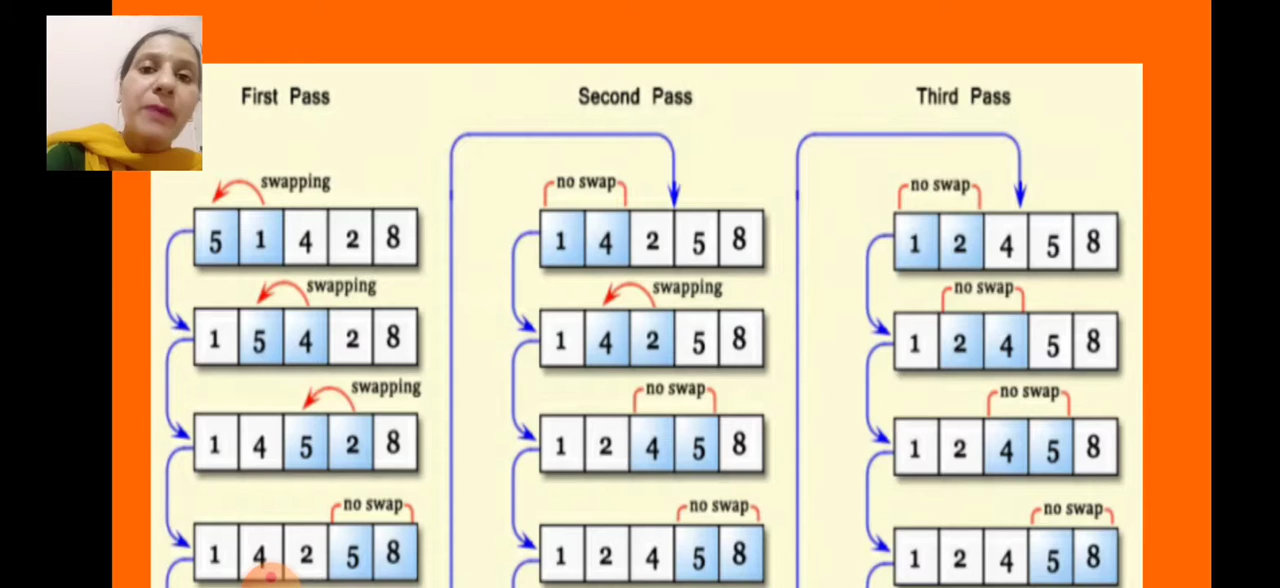 First Pass
swapping
5 1 4 2 8
swapping
1 5 4 2 8
swapping
1 4 5 2 8
no swap
1 4 2 5 8
Second Pass
no swap
1 4 2 5 8
swapping
1 4 2 5 8
no swap
1 2 4 5 8
no swap
1 2 4 5 8
Third Pass
no swap
1 2 4 5 8
no swap
1 2 4 5 8
no swap
1 2 4 5 8
no swap
1 2 4 5 8